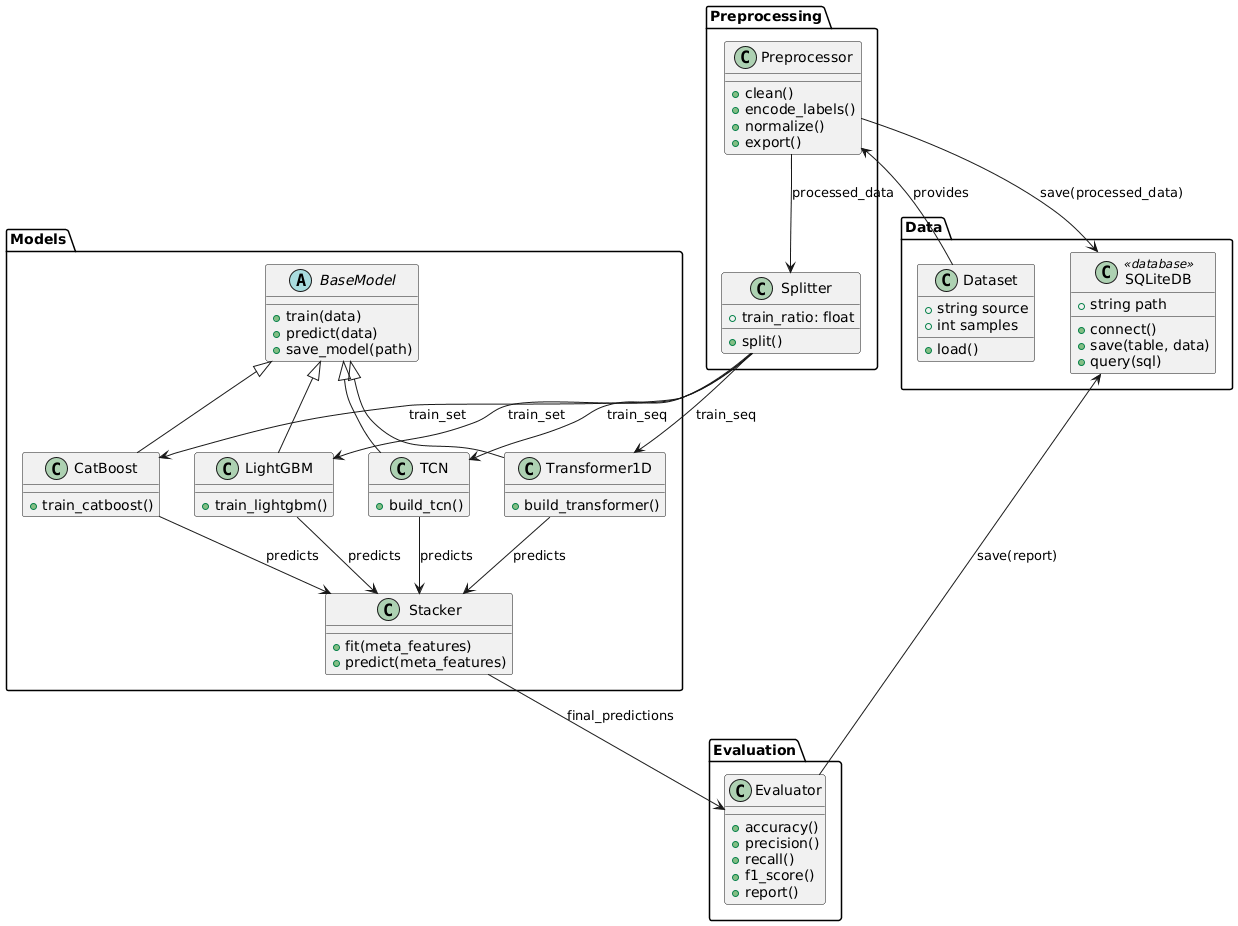 Preprocessing
C Preprocessor
clean()
encode_labels()
normalize()
export()
processed_data
provides
save(processed_data)
Data
C Dataset
string source
int samples
load()
C «database»
SQLiteDB
string path
connect()
save(table, data)
query(sql)
C Splitter
train_ratio: float
split()
Models
A BaseModel
train(data)
predict(data)
save_model(path)
train_set
train_set
train_seq
train_seq
C CatBoost
train_catboost()
C LightGBM
train_lightgbm()
C TCN
build_tcn()
C Transformer1D
build_transformer()
predicts
predicts
predicts
predicts
save(report)
C Stacker
fit(meta_features)
predict(meta_features)
final_predictions
Evaluation
C Evaluator
accuracy()
precision()
recall()
f1_score()
report()